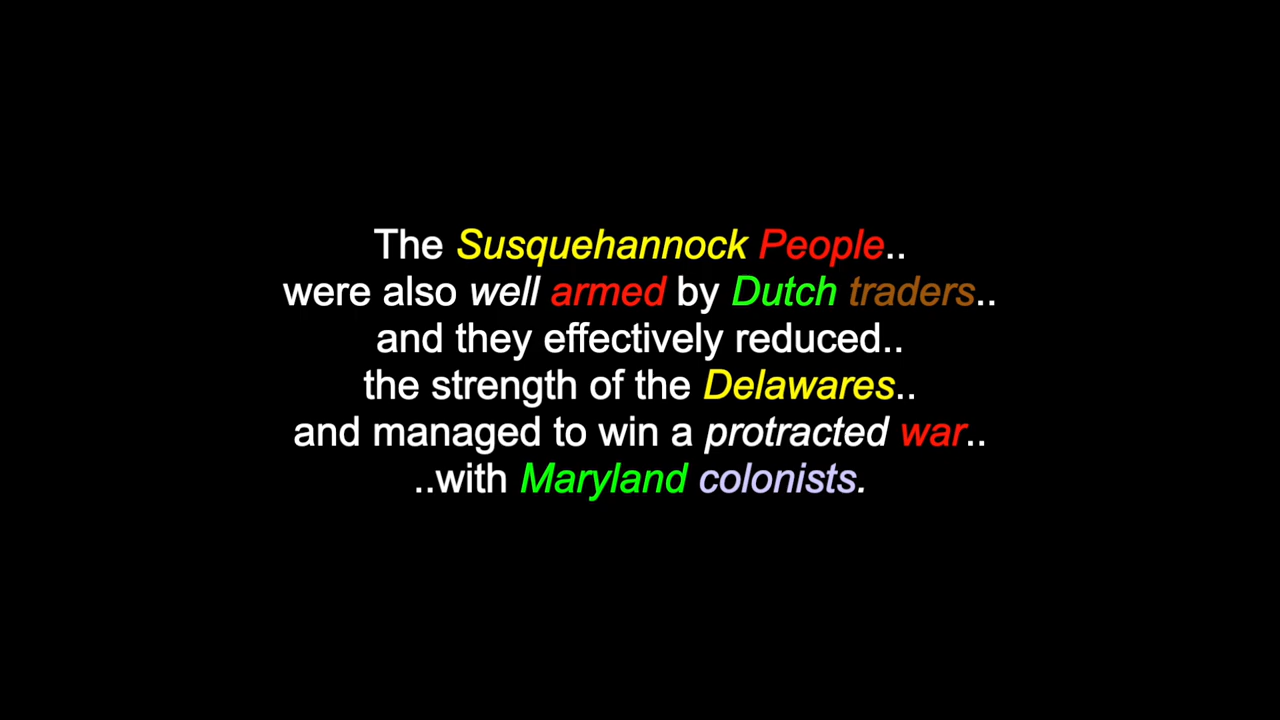 The Susquehannock People..
were also well armed by Dutch traders..
and they effectively reduced..
the strength of the Delawares..
and managed to win a protracted war..
..with Maryland colonists.